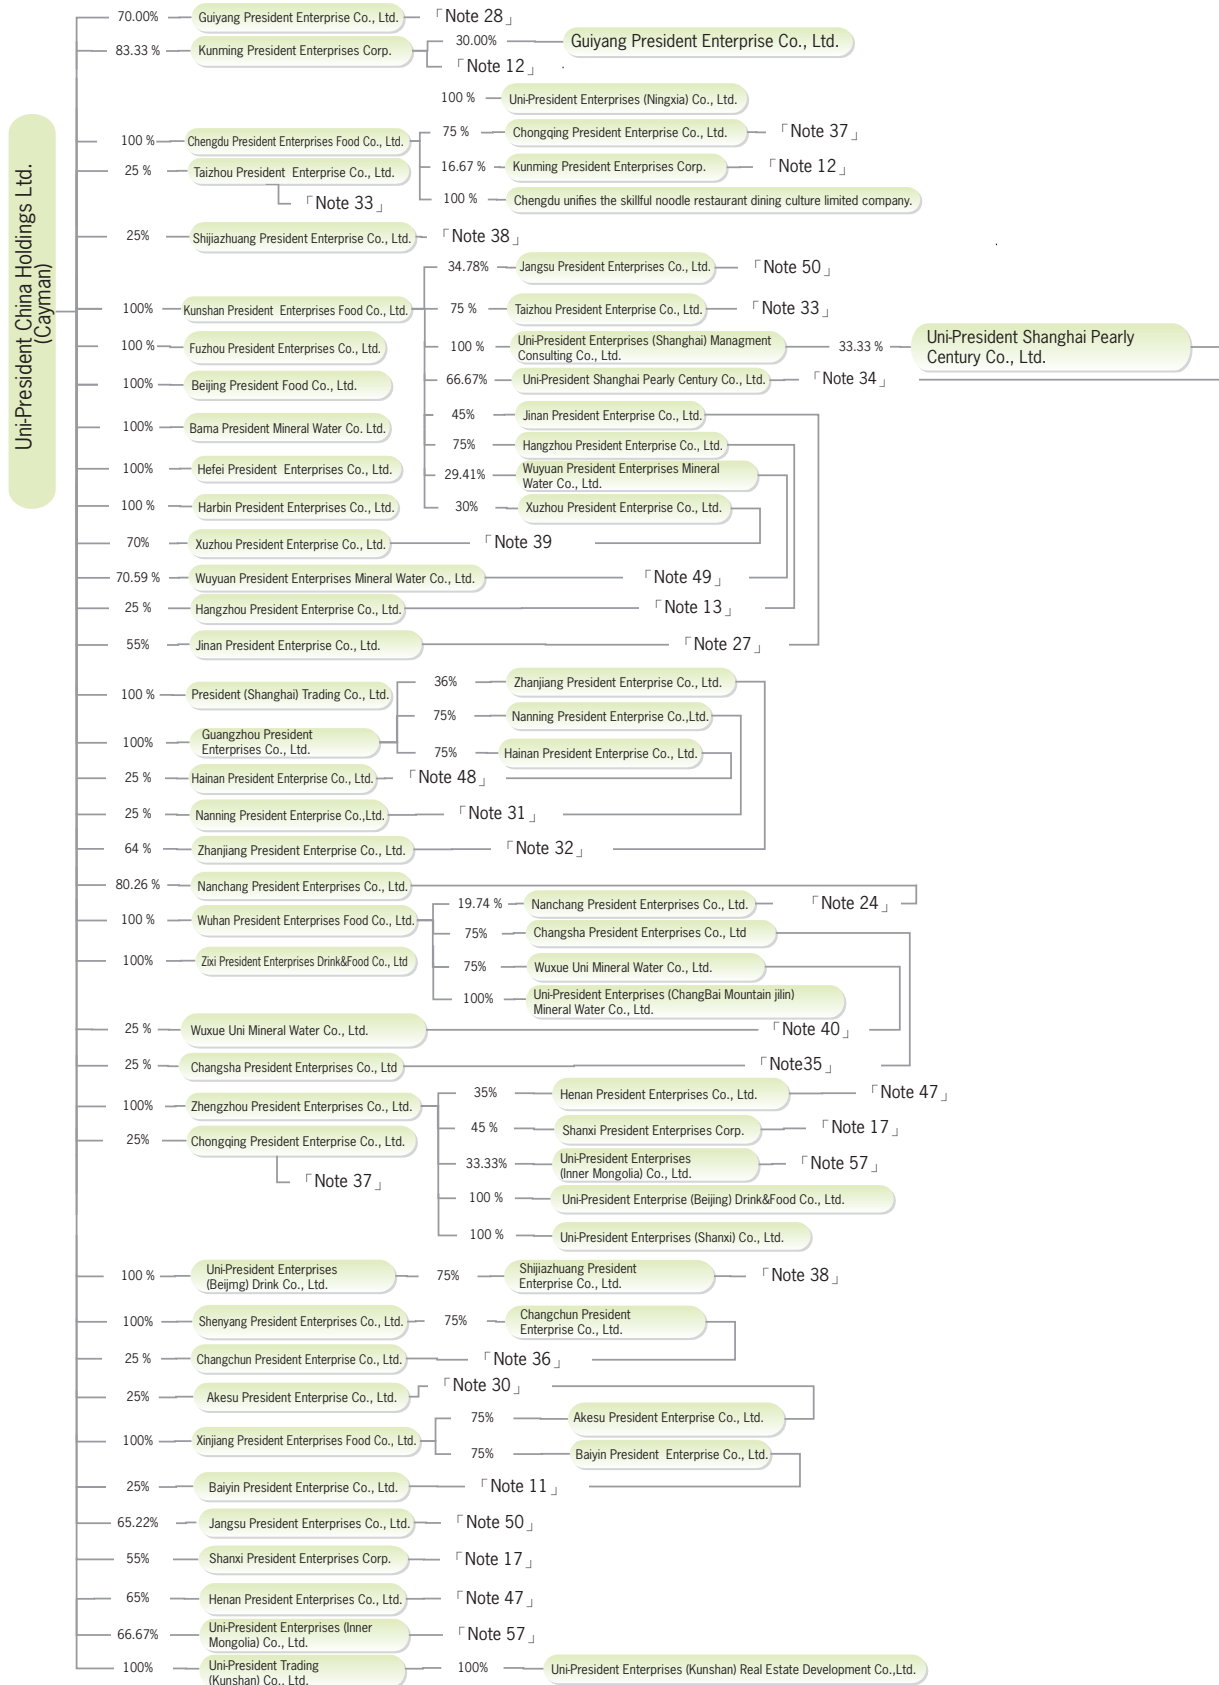 Uni-President China Holdings Ltd.
(Cayman)
70.00% Guiyang President Enterprise Co., Ltd. 「Note 28」
83.33 % Kunming President Enterprises Corp. 30.00% Guiyang President Enterprise Co., Ltd.
「Note 12」
100 % Uni-President Enterprises (Ningxia) Co., Ltd.
100 % Chengdu President Enterprises Food Co., Ltd. 75 % Chongqing President Enterprise Co., Ltd. 「Note 37」
25 % Taizhou President Enterprise Co., Ltd. 16.67 % Kunming President Enterprises Corp. 「Note 12」
「Note 33」 100 % Chengdu unifies the skillful noodle restaurant dining culture limited company.
25% Shijiazhuang President Enterprise Co., Ltd. 「Note 38」
34.78% Jangsu President Enterprises Co., Ltd. 「Note 50」
100% Kunshan President Enterprises Food Co., Ltd. 75 % Taizhou President Enterprise Co., Ltd. 「Note 33」
100 % Fuzhou President Enterprises Co., Ltd. 100 % Uni-President Enterprises (Shanghai) Managment
Consulting Co., Ltd. 33.33 % Uni-President Shanghai Pearly
Century Co., Ltd.
100% Beijing President Food Co., Ltd. 66.67% Uni-President Shanghai Pearly Century Co., Ltd. 「Note 34」
100% Bama President Mineral Water Co. Ltd. 45% Jinan President Enterprise Co., Ltd.
75% Hangzhou President Enterprise Co., Ltd.
100% Hefei President Enterprises Co., Ltd. 29.41% Wuyuan President Enterprises Mineral
Water Co., Ltd.
100 % Harbin President Enterprises Co., Ltd. 30% Xuzhou President Enterprise Co., Ltd.
70% Xuzhou President Enterprise Co., Ltd. 「Note 39
70.59 % Wuyuan President Enterprises Mineral Water Co., Ltd. 「Note 49」
25 % Hangzhou President Enterprise Co., Ltd. 「Note 13」
55% Jinan President Enterprise Co., Ltd. 「Note 27」
36% Zhanjiang President Enterprise Co., Ltd.
100 % President (Shanghai) Trading Co., Ltd.
75% Nanning President Enterprise Co.,Ltd.
100% Guangzhou President
Enterprises Co., Ltd. 75% Hainan President Enterprise Co., Ltd.
25 % Hainan President Enterprise Co., Ltd. 「Note 48」
25 % Nanning President Enterprise Co.,Ltd. 「Note 31」
64 % Zhanjiang President Enterprise Co., Ltd. 「Note 32」
80.26 % Nanchang President Enterprises Co., Ltd.
19.74 % Nanchang President Enterprises Co., Ltd. 「Note 24」
100 % Wuhan President Enterprises Food Co., Ltd. 75% Changsha President Enterprises Co., Ltd
100% Zixi President Enterprises Drink&Food Co., Ltd 75% Wuxue Uni Mineral Water Co., Ltd.
100% Uni-President Enterprises (ChangBai Mountain jilin)
Mineral Water Co., Ltd.
25 % Wuxue Uni Mineral Water Co., Ltd. 「Note 40」
25 % Changsha President Enterprises Co., Ltd 「Note35」
35% Henan President Enterprises Co., Ltd. 「Note 47」
100% Zhengzhou President Enterprises Co., Ltd.
45 % Shanxi President Enterprises Corp. 「Note 17」
25% Chongqing President Enterprise Co., Ltd.
33.33% Uni-President Enterprises
(Inner Mongolia) Co., Ltd. 「Note 57」
「Note 37」
100 % Uni-President Enterprise (Beijing) Drink&Food Co., Ltd.
100 % Uni-President Enterprises (Shanxi) Co., Ltd.
100 % Uni-President Enterprises
(Beijmg) Drink Co., Ltd. 75% Shijiazhuang President
Enterprise Co., Ltd. 「Note 38」
100% Shenyang President Enterprises Co., Ltd. 75% Changchun President
Enterprise Co., Ltd.
25 % Changchun President Enterprise Co., Ltd. 「Note 36」
25% Akesu President Enterprise Co., Ltd. 「Note 30」
75% Akesu President Enterprise Co., Ltd.
100% Xinjiang President Enterprises Food Co., Ltd.
75% Baiyin President Enterprise Co., Ltd.
25% Baiyin President Enterprise Co., Ltd. 「Note 11」
65.22% Jangsu President Enterprises Co., Ltd. 「Note 50」
55% Shanxi President Enterprises Corp. 「Note 17」
65% Henan President Enterprises Co., Ltd. 「Note 47」
66.67% Uni-President Enterprises (Inner
Mongolia) Co., Ltd. 「Note 57」
100% Uni-President Trading
(Kunshan) Co., Ltd. 100% Uni-President Enterprises (Kunshan) Real Estate Development Co.,Ltd.